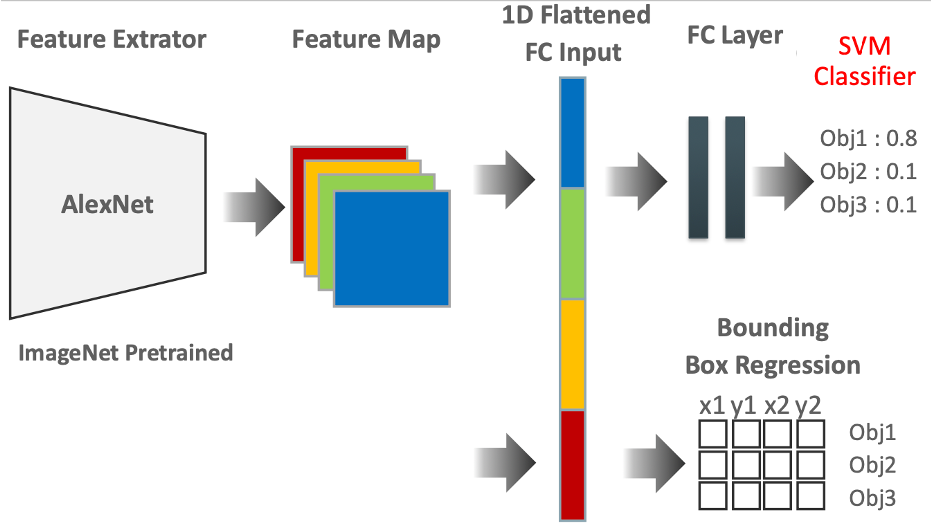 Feature Extrator
AlexNet
ImageNet Pretrained
Feature Map
1D Flattened
FC Input
FC Layer
SVM
Classifier
Obj1 : 0.8
Obj2 : 0.1
Obj3 : 0.1
Bounding
Box Regression
x1 y1 x2 y2
Obj1
Obj2
Obj3